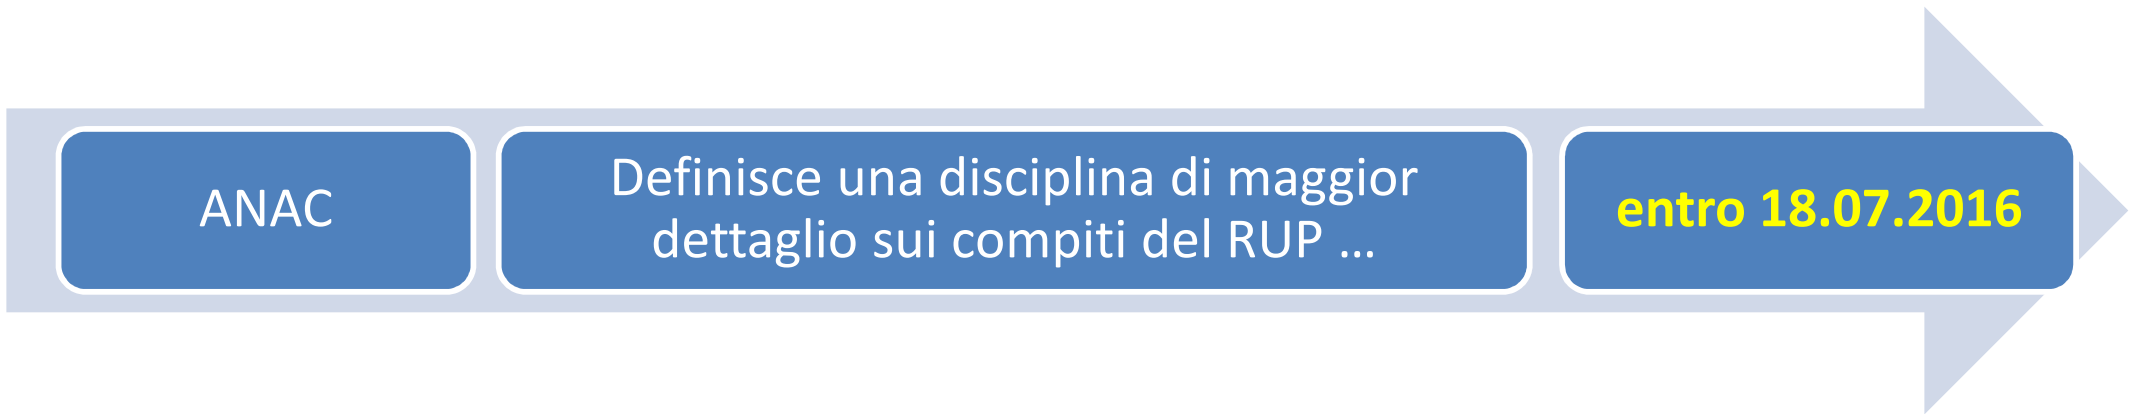 ANAC
Definisce una disciplina di maggior
dettaglio sui compiti del RUP ...
entro 18.07.2016